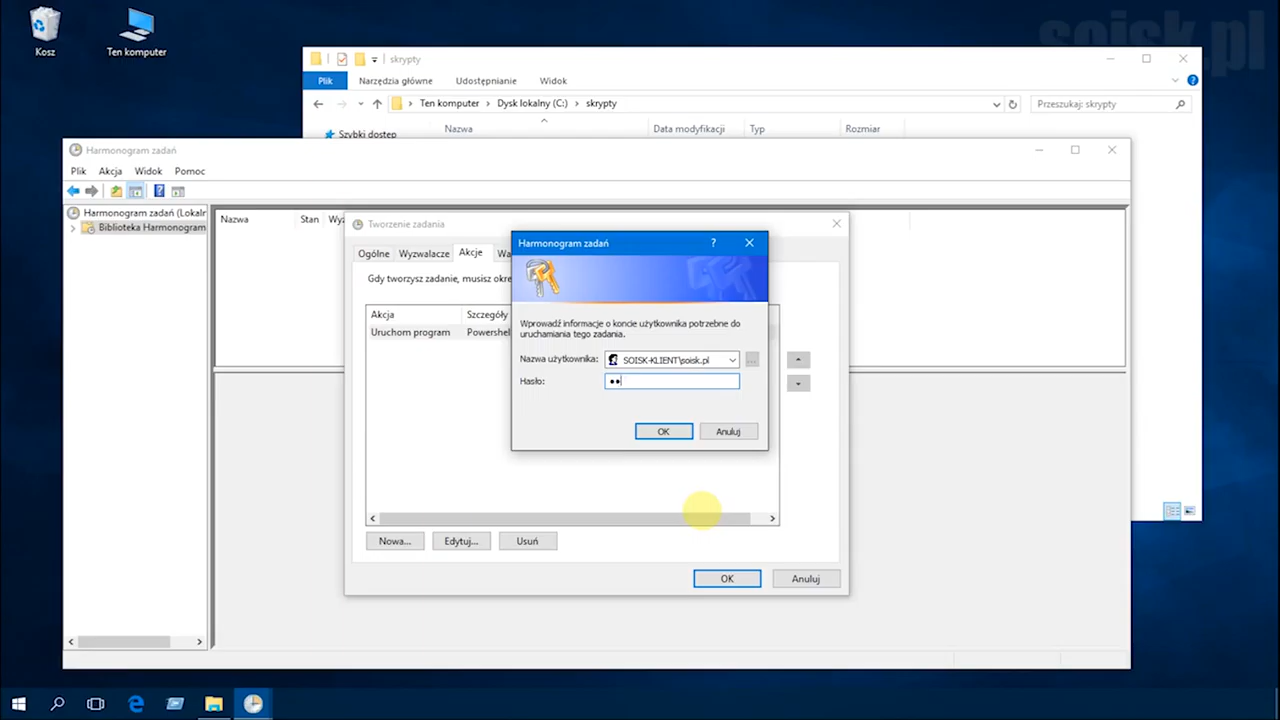 soisk.pl
Kosz
Ten komputer
skrypty
Plik Narzędzia główne Udostępnianie Widok
Ten komputer Dysk lokalny (C:) skrypty
Przeszukaj: skrypty
Szybki dostęp
Nazwa Data modyfikacji Typ Rozmiar
Harmonogram zadań
Plik Akcja Widok Pomoc
Harmonogram zadań (Lokaln
Biblioteka Harmonogram
Nazwa Stan Wyz
Tworzenie zadania
Ogólne Wyzwalacze Akcje Wa
Gdy tworzysz zadanie, musisz okre
Akcja Szczegóły
Uruchom program Powershel
Harmonogram zadań
Wprowadź informacje o koncie użytkownika potrzebne do
uruchamiania tego zadania.
Nazwa użytkownika: SOISK-KLIENT\soisk.pl ...
Hasło: ••
OK Anuluj
Nowa... Edytuj... Usuń
OK Anuluj